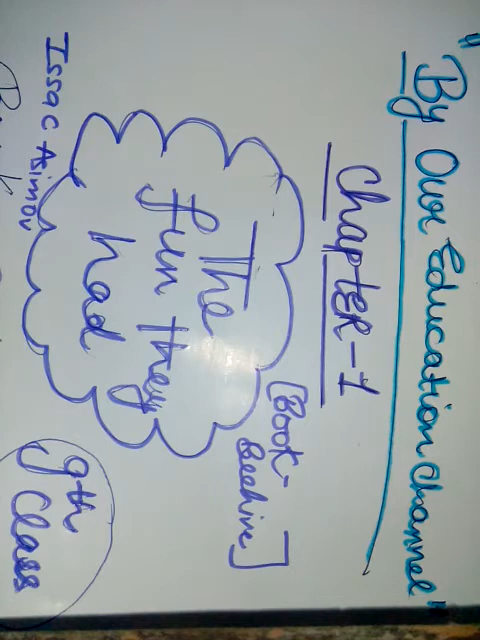 "By Our Education Channel"
Chapter-1
[Book-
Beehive]
The
fun they
had
Issac Asimov
9th
Class